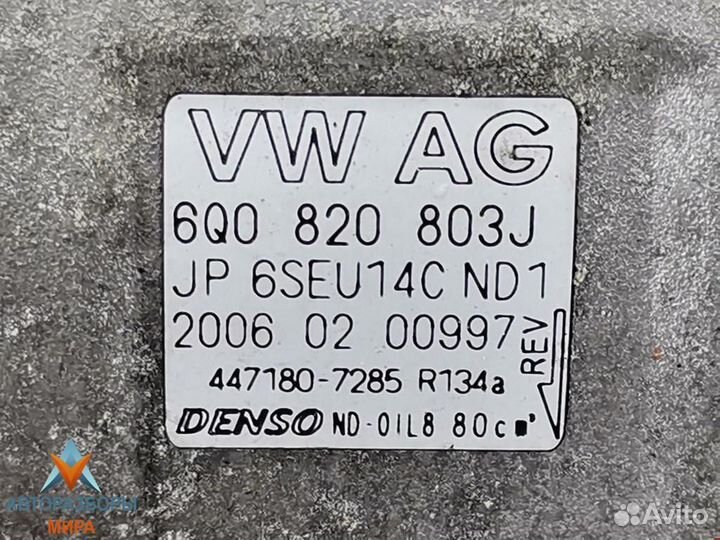 VW AG
6Q0 820 803J
JP 6SEU14C ND1
2006 02 00997
REV
447180-7285 R134a
DENSO ND-OIL8 80cm³
АВТОРАЗБОРЫ
МИРА
Avito